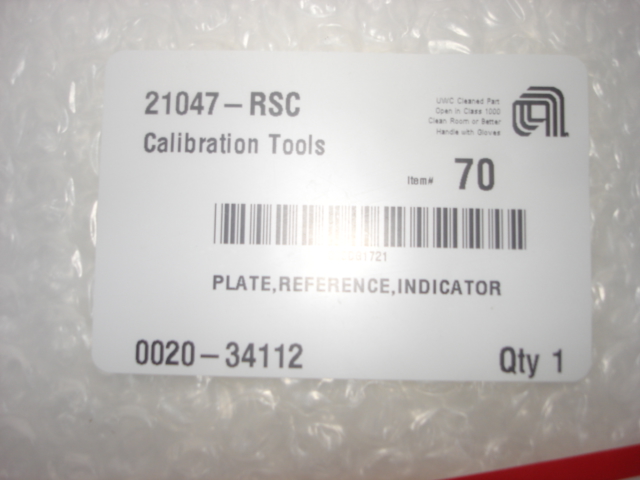 21047-RSC
UWC Cleaned Part
Open in Class 1000
Clean Room or Better
Handle with Gloves
Calibration Tools
Item# 70
PLATE,REFERENCE,INDICATOR
0020-34112
Qty 1